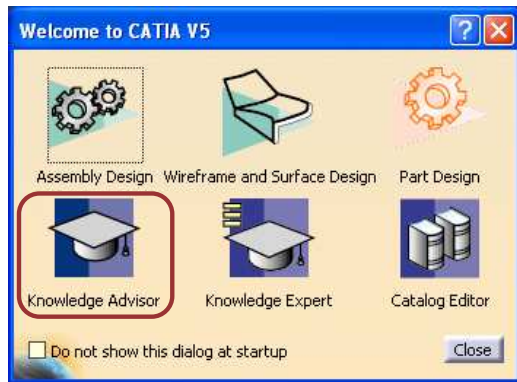 Welcome to CATIA V5
Assembly Design Wireframe and Surface Design Part Design
Knowledge Advisor Knowledge Expert Catalog Editor
Do not show this dialog at startup Close